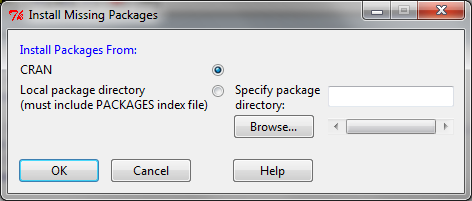 Install Missing Packages
Install Packages From:
CRAN
Local package directory
(must include PACKAGES index file)
Specify package
directory:
Browse...
OK
Cancel
Help